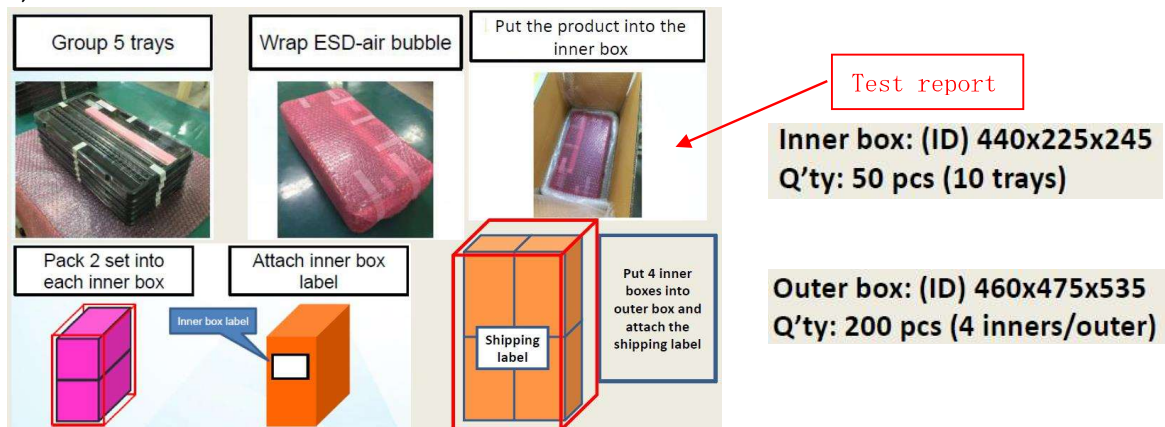 Group 5 trays
Wrap ESD-air bubble
Put the product into the
inner box
Test report
Inner box: (ID) 440x225x245
Q’ty: 50 pcs (10 trays)
Pack 2 set into
each inner box
Attach inner box
label
Inner box label
Shipping
label
Put 4 inner
boxes into
outer box and
attach the
shipping label
Outer box: (ID) 460x475x535
Q’ty: 200 pcs (4 inners/outer)